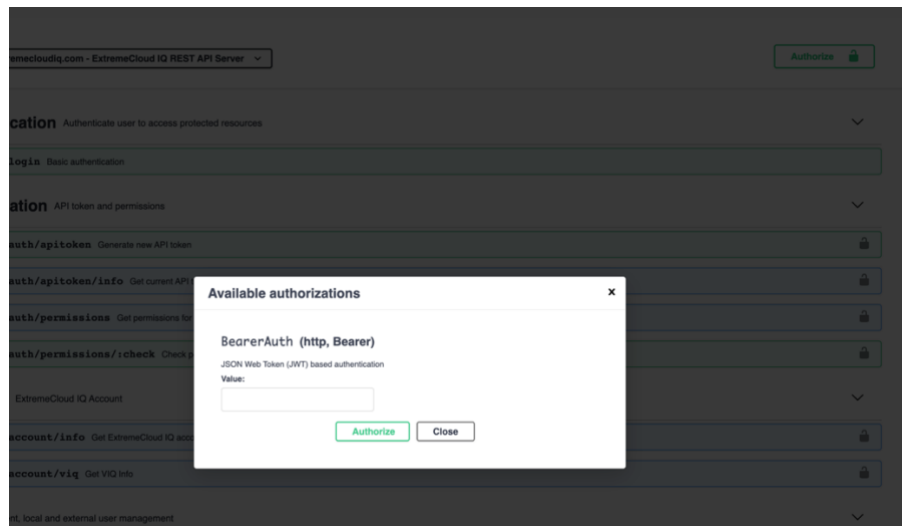 emecloudiq.com - ExtremeCloud IQ REST API Server
Authorize
cation Authenticate user to access protected resources
login Basic authentication
ation API token and permissions
auth/apitoken Generate new API token
auth/apitoken/info Get current API
auth/permissions Get permissions for
auth/permissions/:check Check p
ExtremeCloud IQ Account
account/info Get ExtremeCloud IQ acco
account/viq Get VIQ Info
nt, local and external user management
Available authorizations
x
BearerAuth (http, Bearer)
JSON Web Token (JWT) based authentication
Value:
Authorize Close